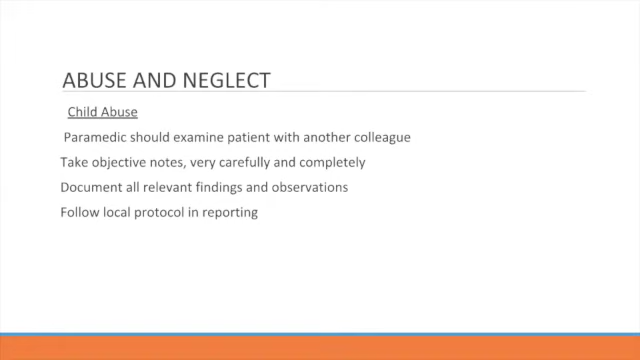 ABUSE AND NEGLECT
Child Abuse
Paramedic should examine patient with another colleague
Take objective notes, very carefully and completely
Document all relevant findings and observations
Follow local protocol in reporting